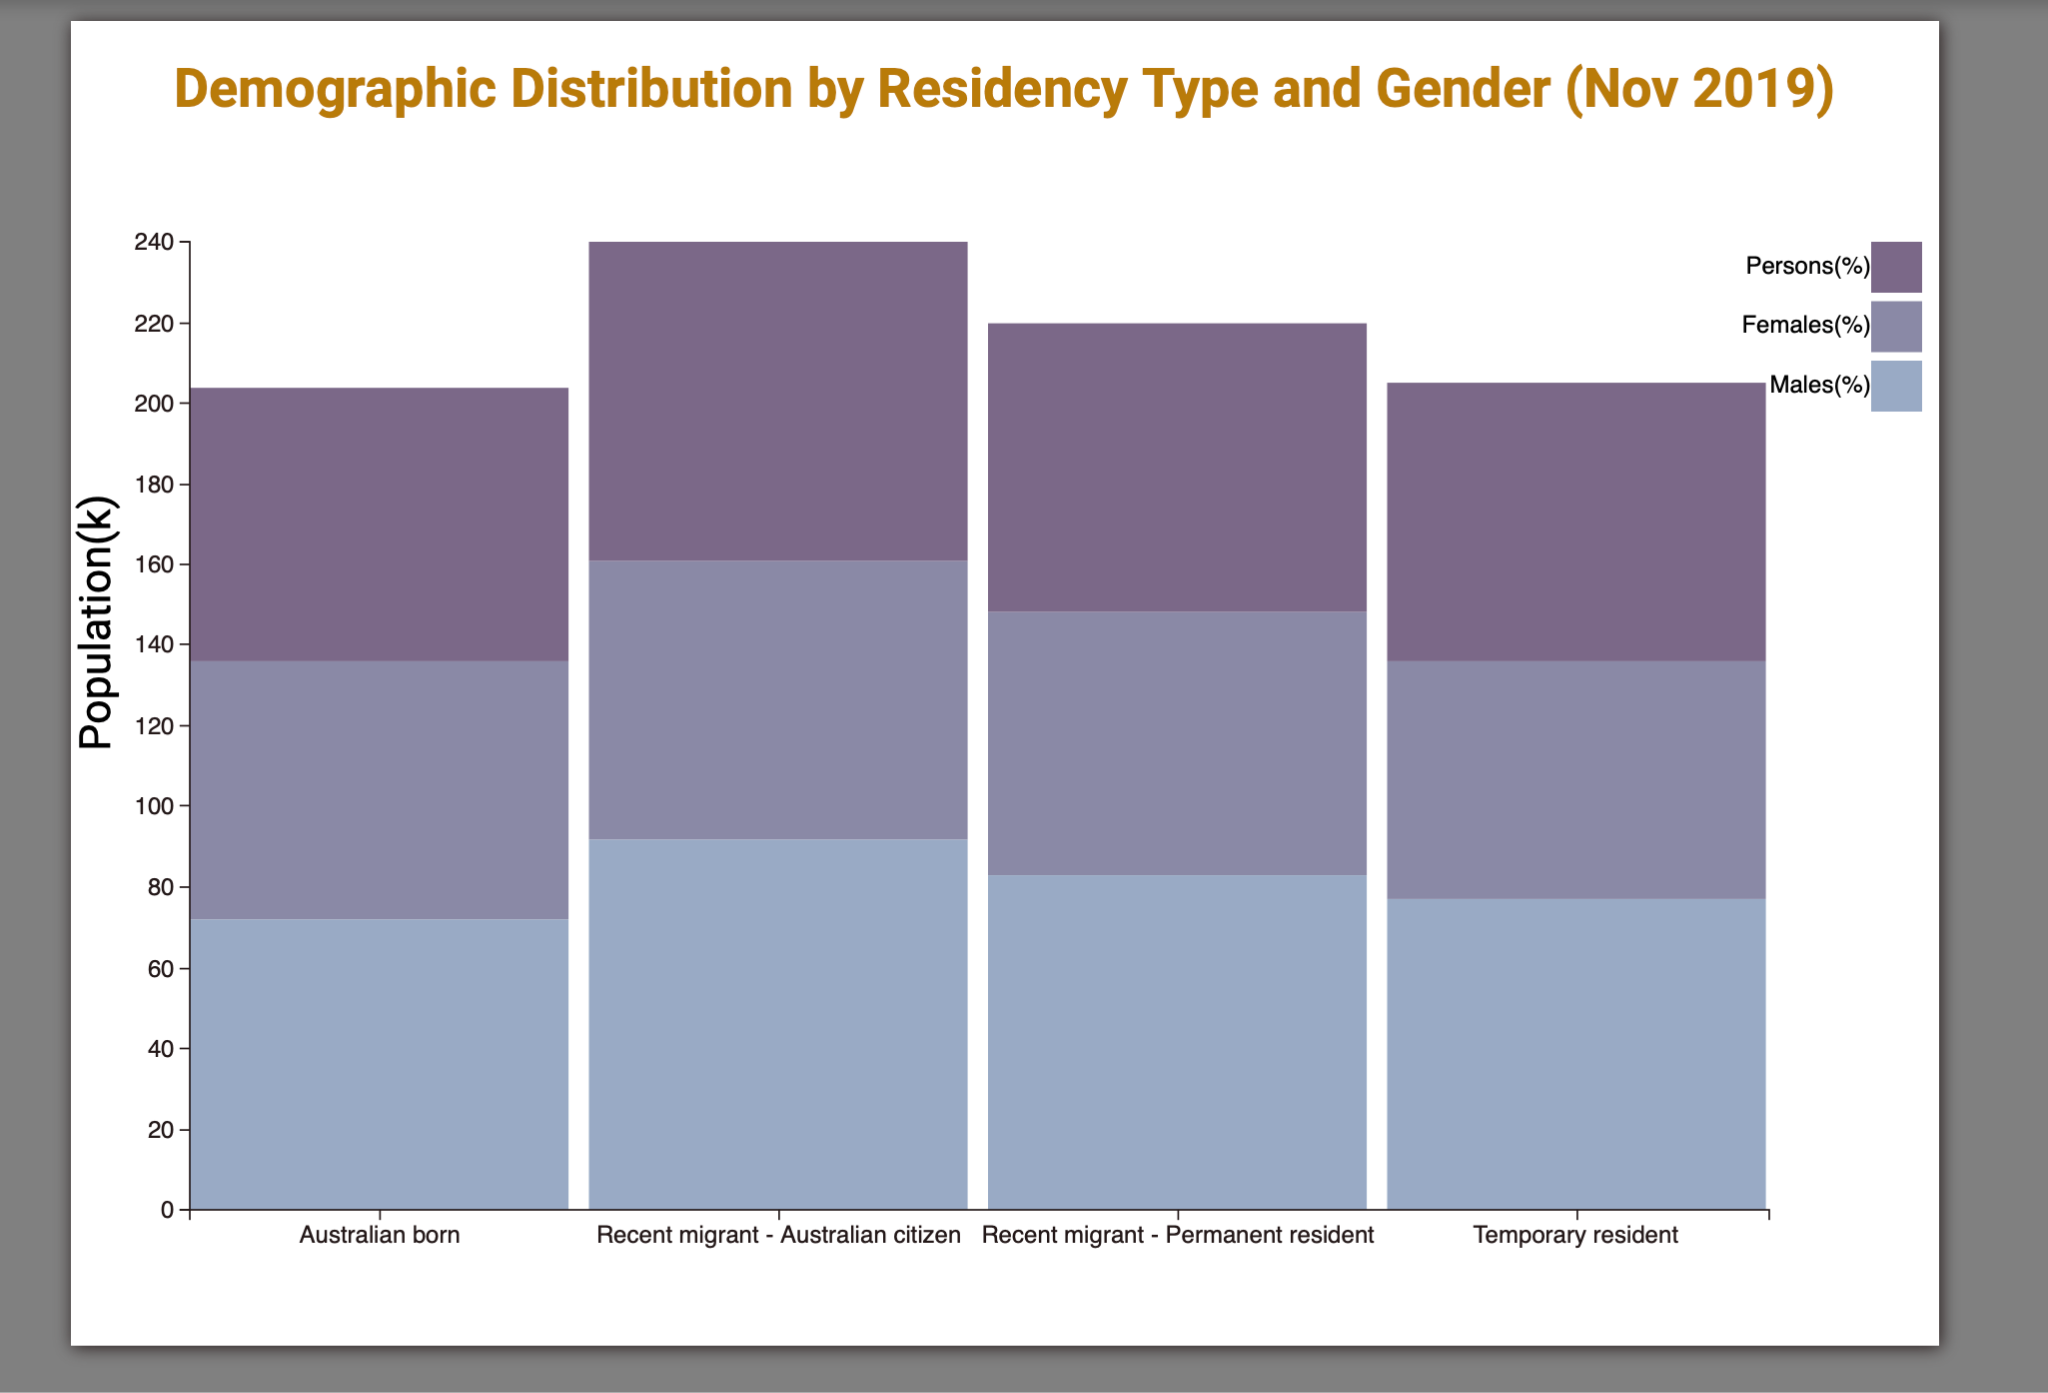 Demographic Distribution by Residency Type and Gender (Nov 2019)
Persons(%)
Females(%)
Males(%)
Population(k)
240
220
200
180
160
140
120
100
80
60
40
20
0
Australian born
Recent migrant - Australian citizen
Recent migrant - Permanent resident
Temporary resident